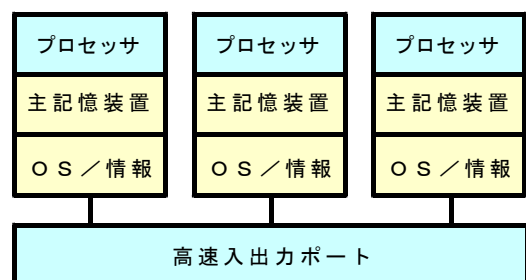 プロセッサ プロセッサ プロセッサ
主記憶装置 主記憶装置 主記憶装置
ＯＳ／情報 ＯＳ／情報 ＯＳ／情報
高速入出力ポート